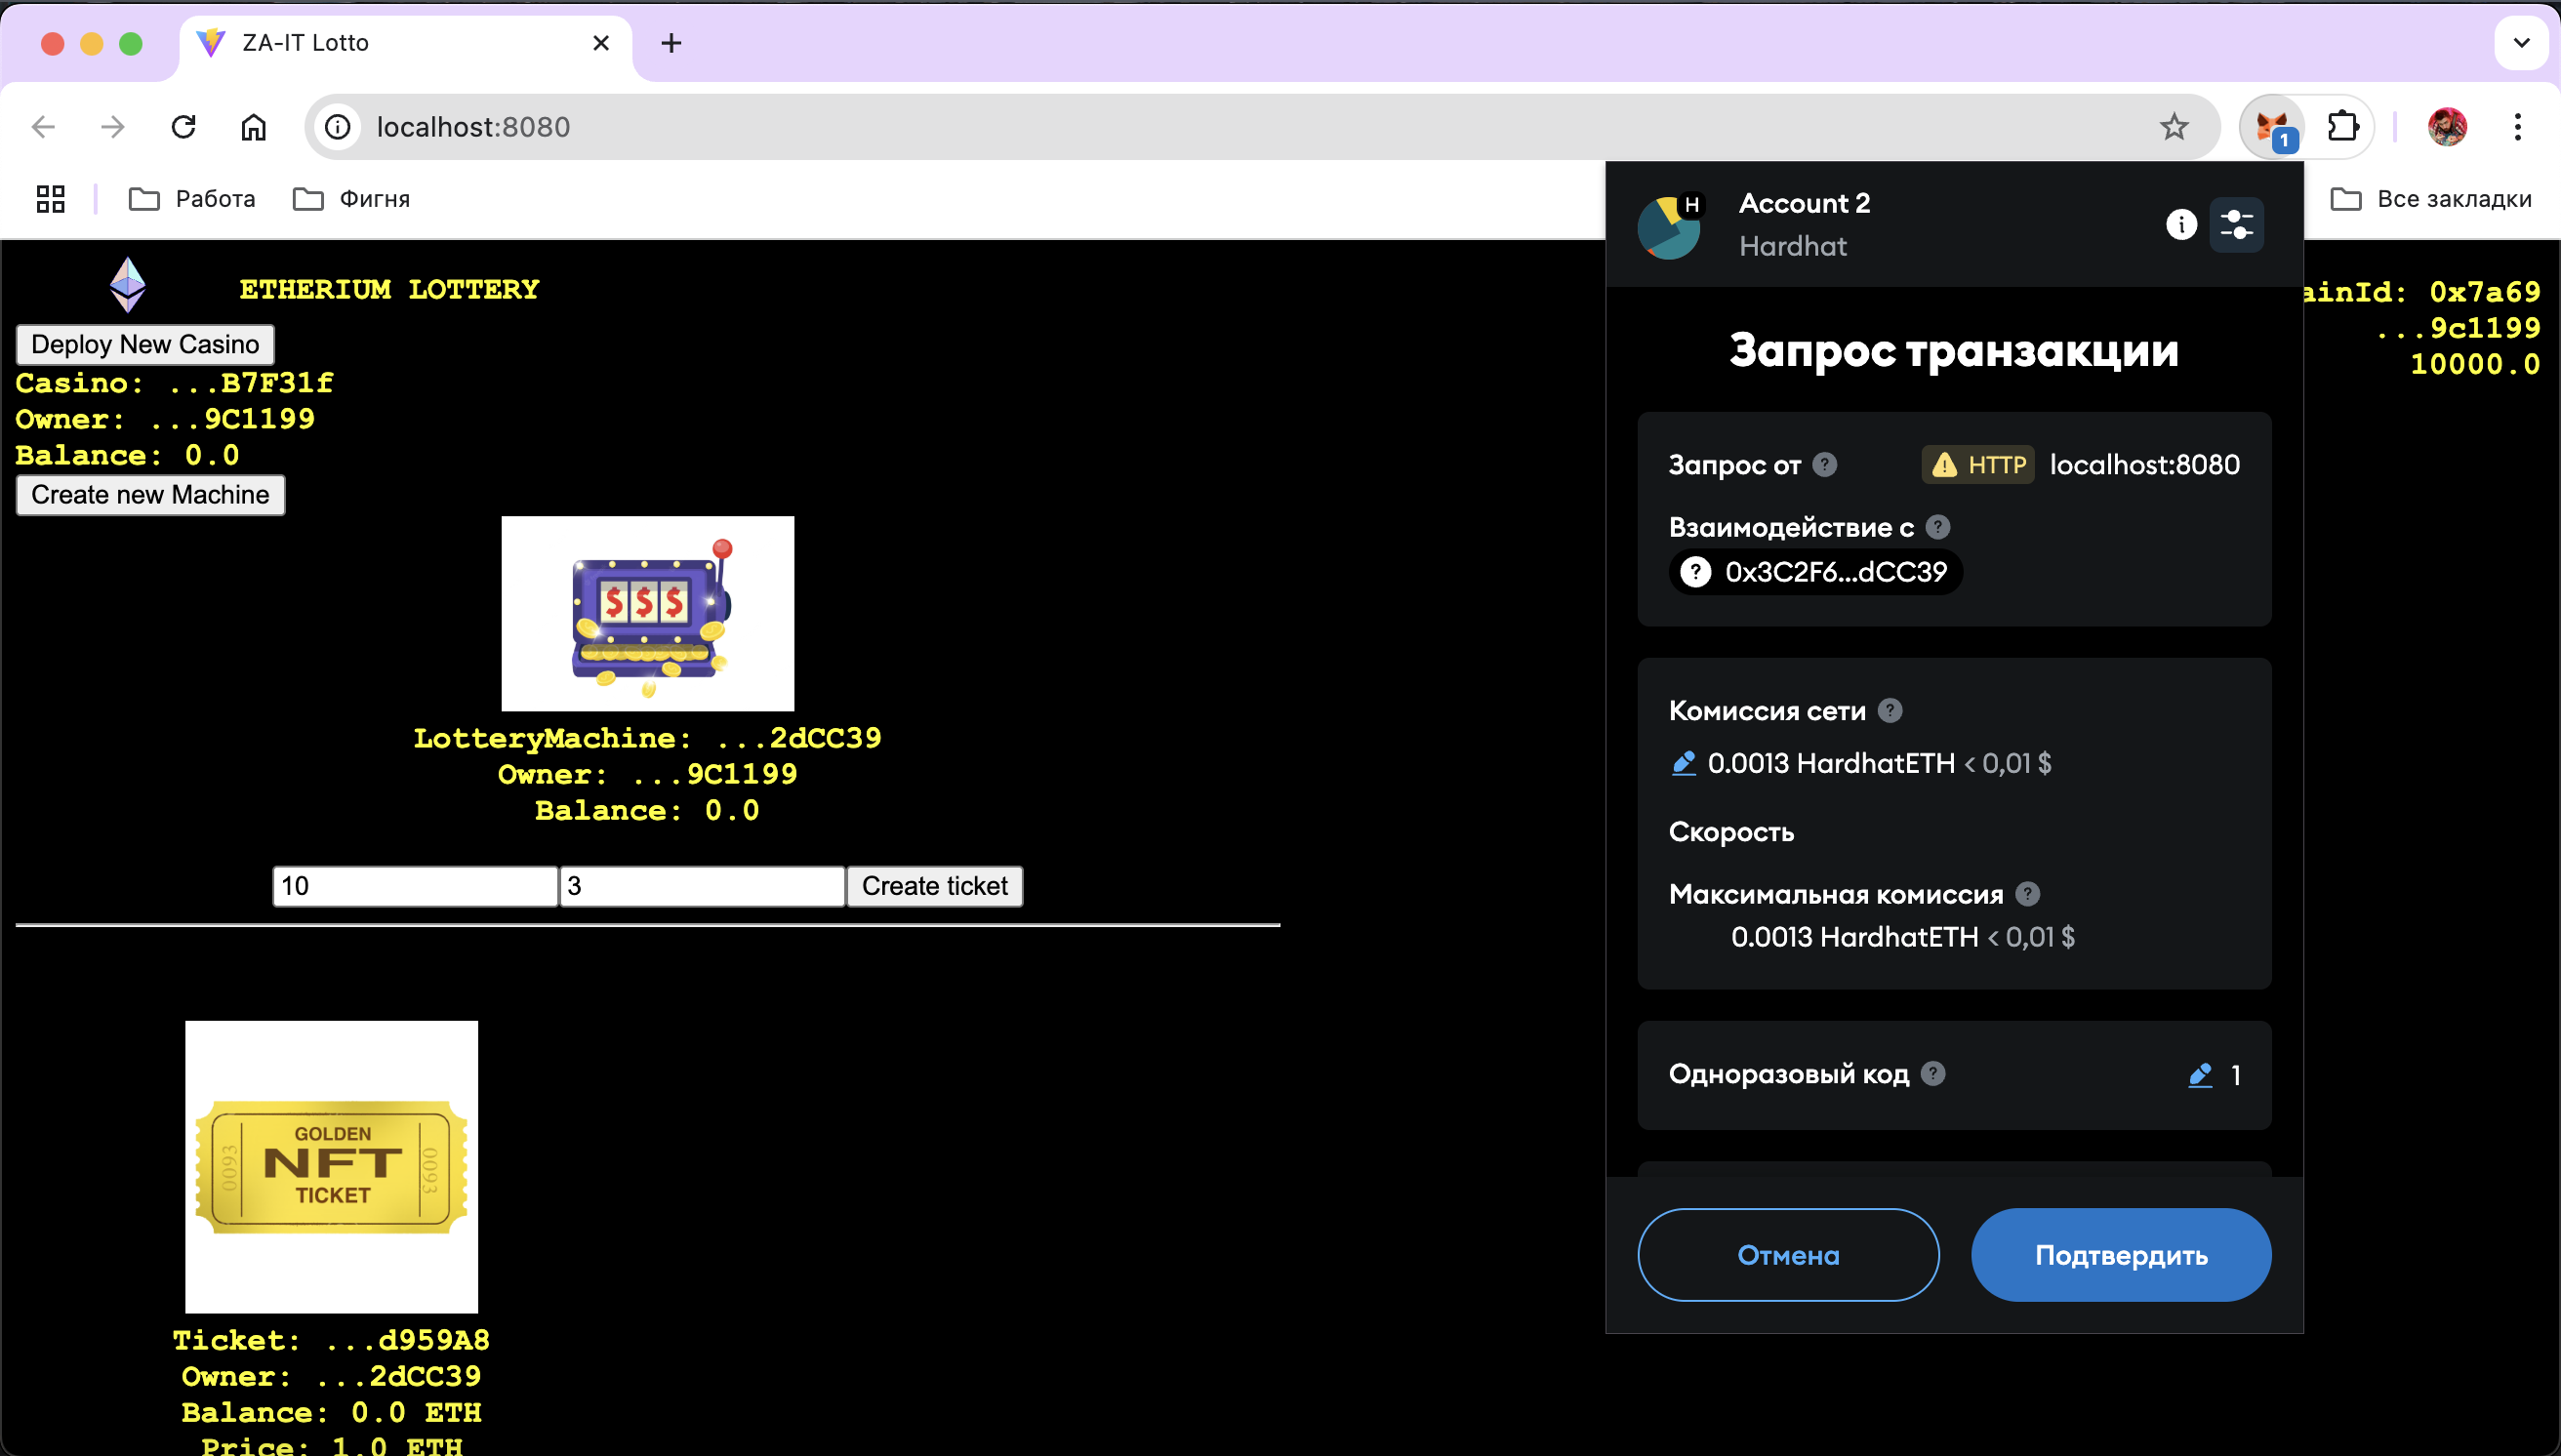 ZA-IT Lotto
localhost:8080
1
Работа
Фигня
Все закладки
ETHERIUM LOTTERY
Deploy New Casino
Casino: ...B7F31f
Owner: ...9C1199
Balance: 0.0
Create new Machine
$ $ $
LotteryMachine: ...2dCC39
Owner: ...9C1199
Balance: 0.0
10
3
Create ticket
GOLDEN
NFT
TICKET
0093
0093
Ticket: ...d959A8
Owner: ...2dCC39
Balance: 0.0 ETH
Price: 1.0 ETH
ainId: 0x7a69
...9c1199
10000.0
H
Account 2
Hardhat
Запрос транзакции
Запрос от
HTTP localhost:8080
Взаимодействие с
0x3C2F6...dCC39
Комиссия сети
0.0013 HardhatETH < 0,01 $
Скорость
Максимальная комиссия
0.0013 HardhatETH < 0,01 $
Одноразовый код
1
Отмена
Подтвердить